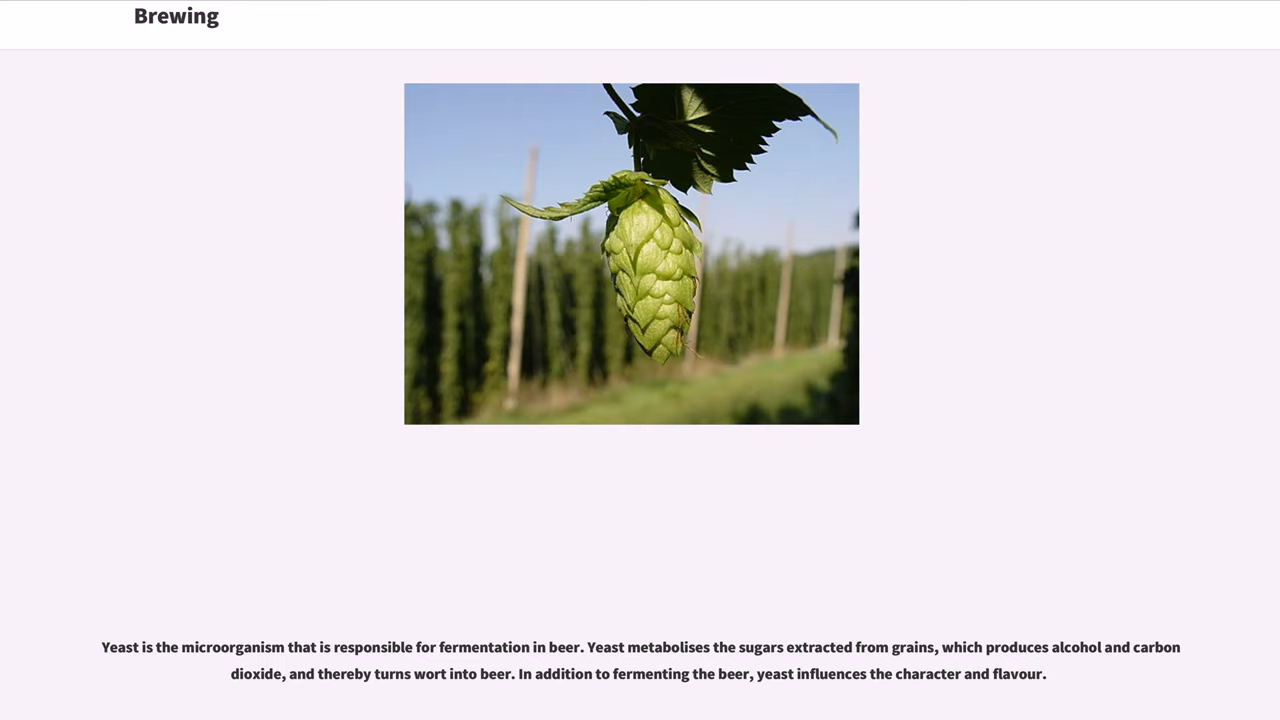 Brewing
Yeast is the microorganism that is responsible for fermentation in beer. Yeast metabolises the sugars extracted from grains, which produces alcohol and carbon
dioxide, and thereby turns wort into beer. In addition to fermenting the beer, yeast influences the character and flavour.